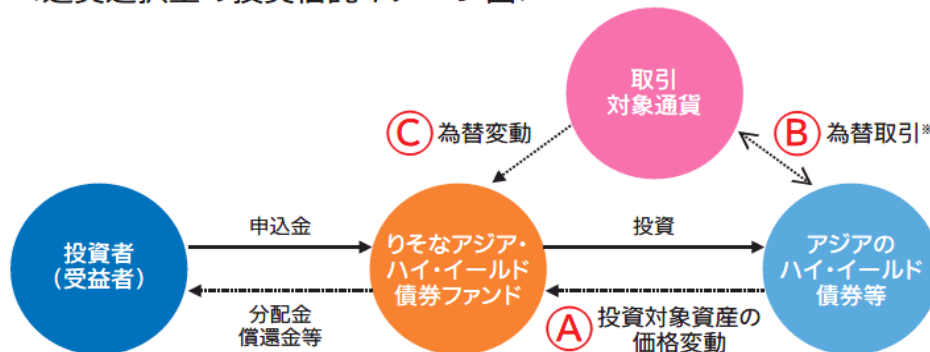 取引
対象通貨
Ⓒ 為替変動
Ⓑ 為替取引※
投資者
(受益者)
申込金
りそなアジア・
ハイ・イールド
債券ファンド
投資
アジアの
ハイ・イールド
債券等
分配金
償還金等
Ⓐ 投資対象資産の
価格変動